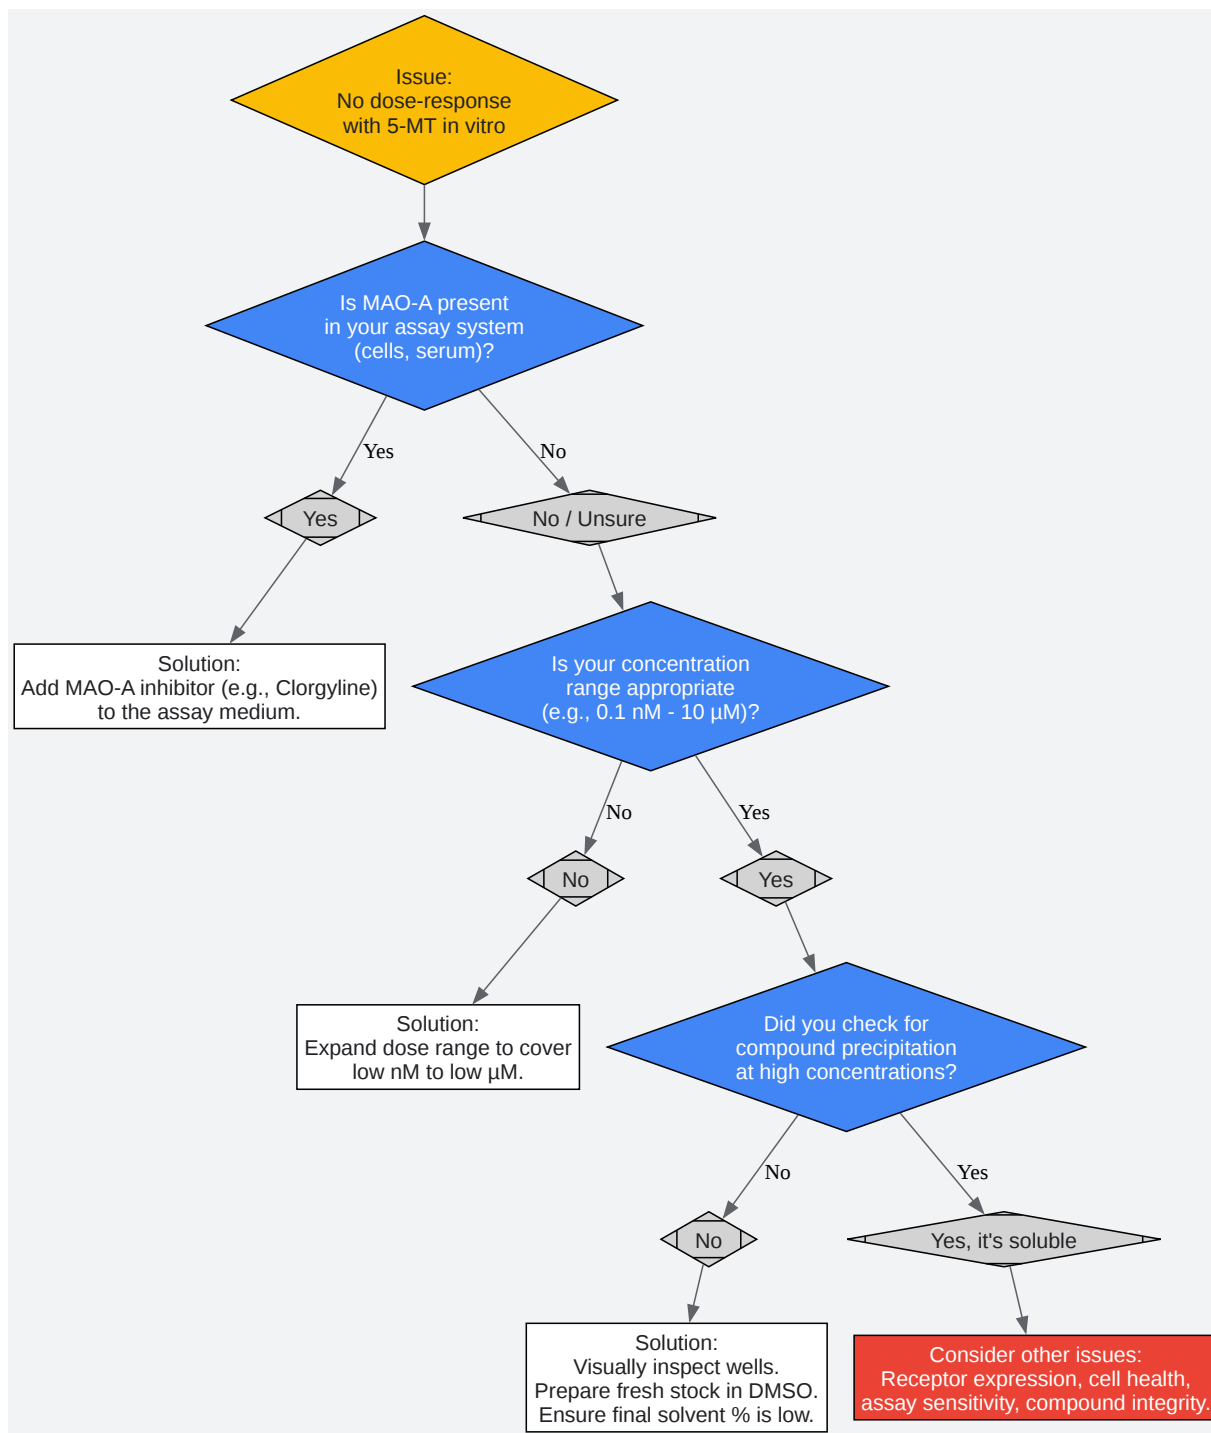 Issue:
No dose-response
with 5-MT in vitro
Is MAO-A present
in your assay system
(cells, serum)?
Yes
No
Yes
No / Unsure
Solution:
Add MAO-A inhibitor (e.g., Clorgyline)
to the assay medium.
Is your concentration
range appropriate
(e.g., 0.1 nM - 10 µM)?
No
Yes
No
Yes
Solution:
Expand dose range to cover
low nM to low µM.
Did you check for
compound precipitation
at high concentrations?
No
Yes
No
Yes, it's soluble
Solution:
Visually inspect wells.
Prepare fresh stock in DMSO.
Ensure final solvent % is low.
Consider other issues:
Receptor expression, cell health,
assay sensitivity, compound integrity.